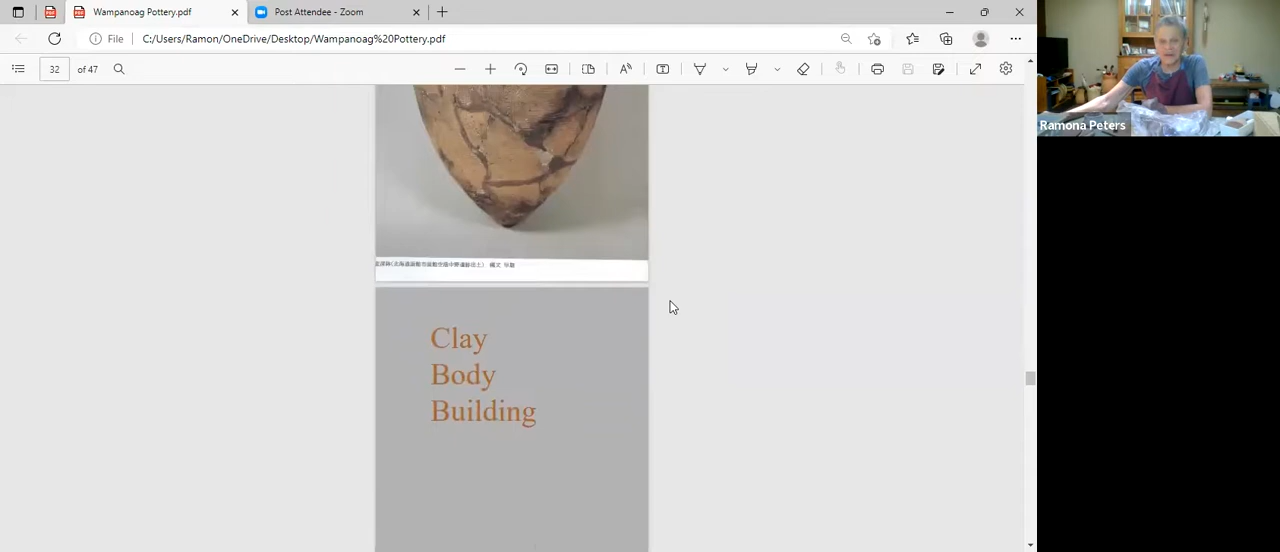 Wampanoag Pottery.pdf
Post Attendee - Zoom
File
C:/Users/Ramon/OneDrive/Desktop/Wampanoag%20Pottery.pdf
32 of 47
Ramona Peters
Clay
Body
Building